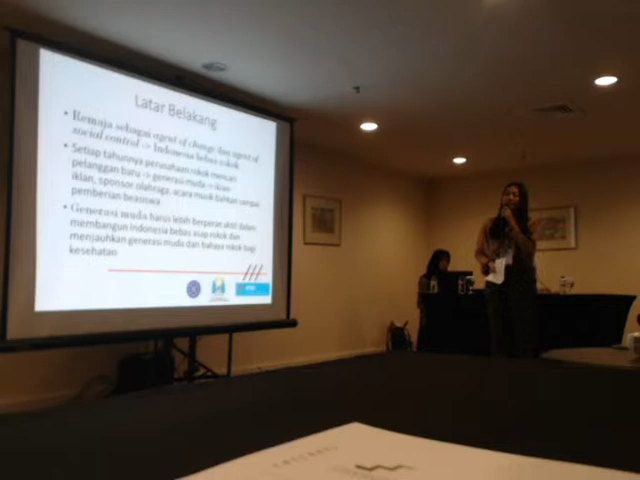 Latar Belakang
• Remaja sebagai agent of change dan agent of
social control -> Indonesia bebas rokok
• Setiap tahunnya perusahaan rokok mencari
pelanggan baru -> generasi muda -> iklan
iklan, sponsor olahraga, acara musik bahkan sampai
pemberian beasiswa
• Generasi muda harus lebih berperan aktif dalam
membangun Indonesia bebas asap rokok dan
menjauhkan generasi muda dari bahaya rokok bagi
kesehatan